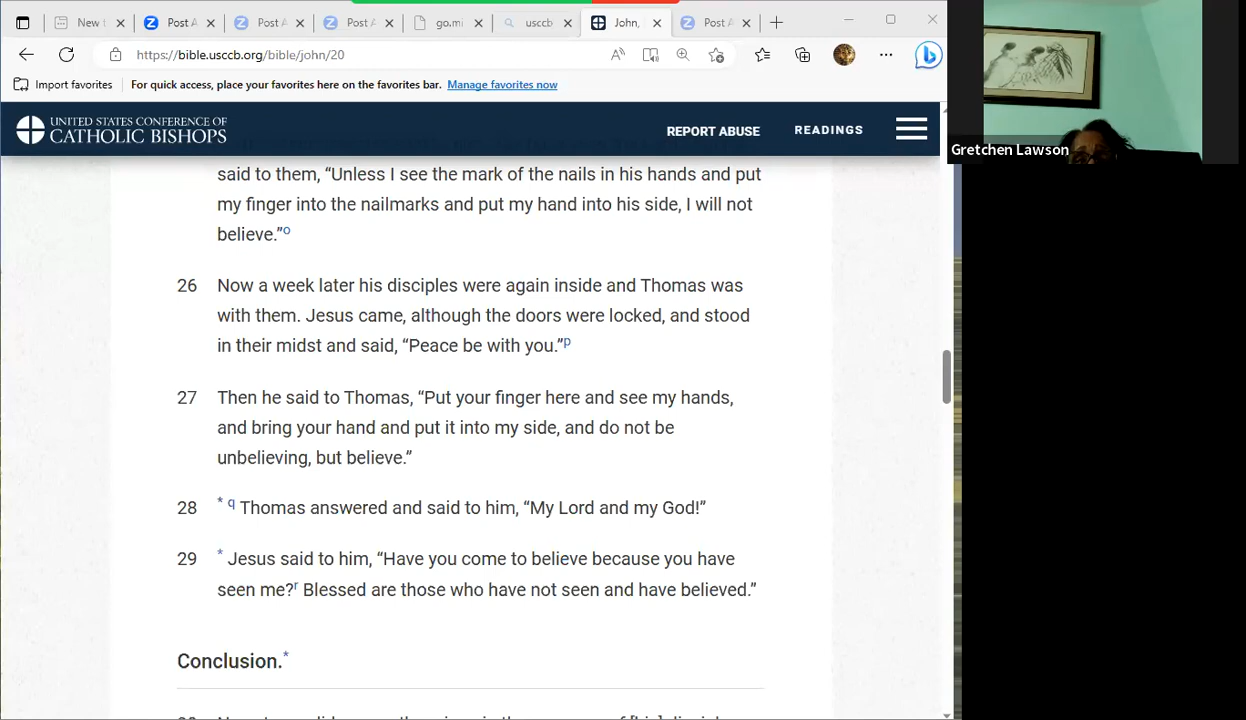 New t
Post A
Post A
Post A
go.mi
usccb
John,
Post A
https://bible.usccb.org/bible/john/20
Import favorites
For quick access, place your favorites here on the favorites bar. Manage favorites now
UNITED STATES CONFERENCE OF
CATHOLIC BISHOPS
REPORT ABUSE
READINGS
Gretchen Lawson
said to them, “Unless I see the mark of the nails in his hands and put
my finger into the nailmarks and put my hand into his side, I will not
believe.”o
26 Now a week later his disciples were again inside and Thomas was
with them. Jesus came, although the doors were locked, and stood
in their midst and said, “Peace be with you.”p
27 Then he said to Thomas, “Put your finger here and see my hands,
and bring your hand and put it into my side, and do not be
unbelieving, but believe.”
28 * q Thomas answered and said to him, “My Lord and my God!”
29 * Jesus said to him, “Have you come to believe because you have
seen me?r Blessed are those who have not seen and have believed.”
Conclusion.*